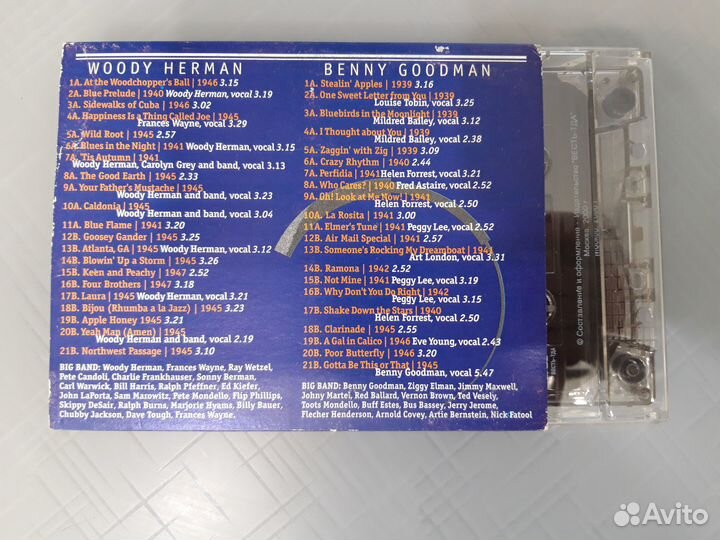 WOODY HERMAN
1A. At the Woodchopper's Ball | 1946 3.15
2A. Blue Prelude | 1940 Woody Herman, vocal 3.19
3A. Sidewalks of Cuba | 1946 3.02
4A. Happiness Is a Thing Called Joe | 1945
Frances Wayne, vocal 3.29
5A. Wild Root | 1945 2.57
6A. Blues in the Night | 1941 Woody Herman, vocal 3.15
7A. 'Tis Autumn | 1941
Woody Herman, Carolyn Grey and band, vocal 3.13
8A. The Good Earth | 1945 2.33
9A. Your Father's Mustache | 1945
Woody Herman and band, vocal 3.23
10A. Caldonia | 1945
Woody Herman and band, vocal 3.04
11A. Blue Flame | 1941 3.20
12B. Goosey Gander | 1945 3.25
13B. Atlanta, GA | 1945 Woody Herman, vocal 3.12
14B. Blowin' Up a Storm | 1945 3.26
15B. Keen and Peachy | 1947 2.52
16B. Four Brothers | 1947 3.18
17B. Laura | 1945 Woody Herman, vocal 3.21
18B. Bijou (Rhumba a la Jazz) | 1945 3.23
19B. Apple Honey 1945 3.21
20B. Yeah Man (Amen) | 1945
Woody Herman and band, vocal 2.19
21B. Northwest Passage | 1945 3.10
BIG BAND: Woody Herman, Frances Wayne, Ray Wetzel,
Pete Candoli, Charlie Frankhauser, Sonny Berman,
Carl Warwick, Bill Harris, Ralph Pfeffner, Ed Kiefer,
John LaPorta, Sam Marowitz, Pete Mondello, Flip Phillips,
Skippy DeSair, Ralph Burns, Marjorie Hyams, Billy Bauer,
Chubby Jackson, Dave Tough, Frances Wayne.
BENNY GOODMAN
1A. Stealin' Apples | 1939 3.16
2A. One Sweet Letter from You | 1939
Louise Tobin, vocal 3.25
3A. Bluebirds in the Moonlight | 1939
Mildred Bailey, vocal 3.12
4A. I Thought about You | 1939
Mildred Bailey, vocal 2.38
5A. Zaggin' with Zig | 1939 3.09
6A. Crazy Rhythm | 1940 2.44
7A. Perfidia | 1941 Helen Forrest, vocal 3.21
8A. Who Cares? | 1940 Fred Astaire, vocal 2.52
9A. Oh! Look at Me Now! | 1941
Helen Forrest, vocal 2.50
10A. La Rosita | 1941 3.00
11A. Elmer's Tune | 1941 Peggy Lee, vocal 2.52
12B. Air Mail Special | 1941 2.57
13B. Someone's Rocking My Dreamboat | 1941
Art London, vocal 3.31
14B. Ramona | 1942 2.52
15B. Not Mine | 1941 Peggy Lee, vocal 3.19
16B. Why Don't You Do Right | 1942
Peggy Lee, vocal 3.15
17B. Shake Down the Stars | 1940
Helen Forrest, vocal 2.50
18B. Clarinade | 1945 2.55
19B. A Gal in Calico | 1946 Eve Young, vocal 2.43
20B. Poor Butterfly | 1946 3.20
21B. Gotta Be This or That | 1945
Benny Goodman, vocal 5.47
BIG BAND: Benny Goodman, Ziggy Elman, Jimmy Maxwell,
Johny Martel, Red Ballard, Vernon Brown, Ted Vesely,
Toots Mondello, Buff Estes, Bus Bassey, Jerry Jerome,
Flecher Henderson, Arnold Covey, Artie Bernstein, Nick Fatool
© Составление и оформление - Издательство "ВЕСТЬ-ТДА"
Москва, 2000 г.
ВЕСТЬ-ТДА
Avito